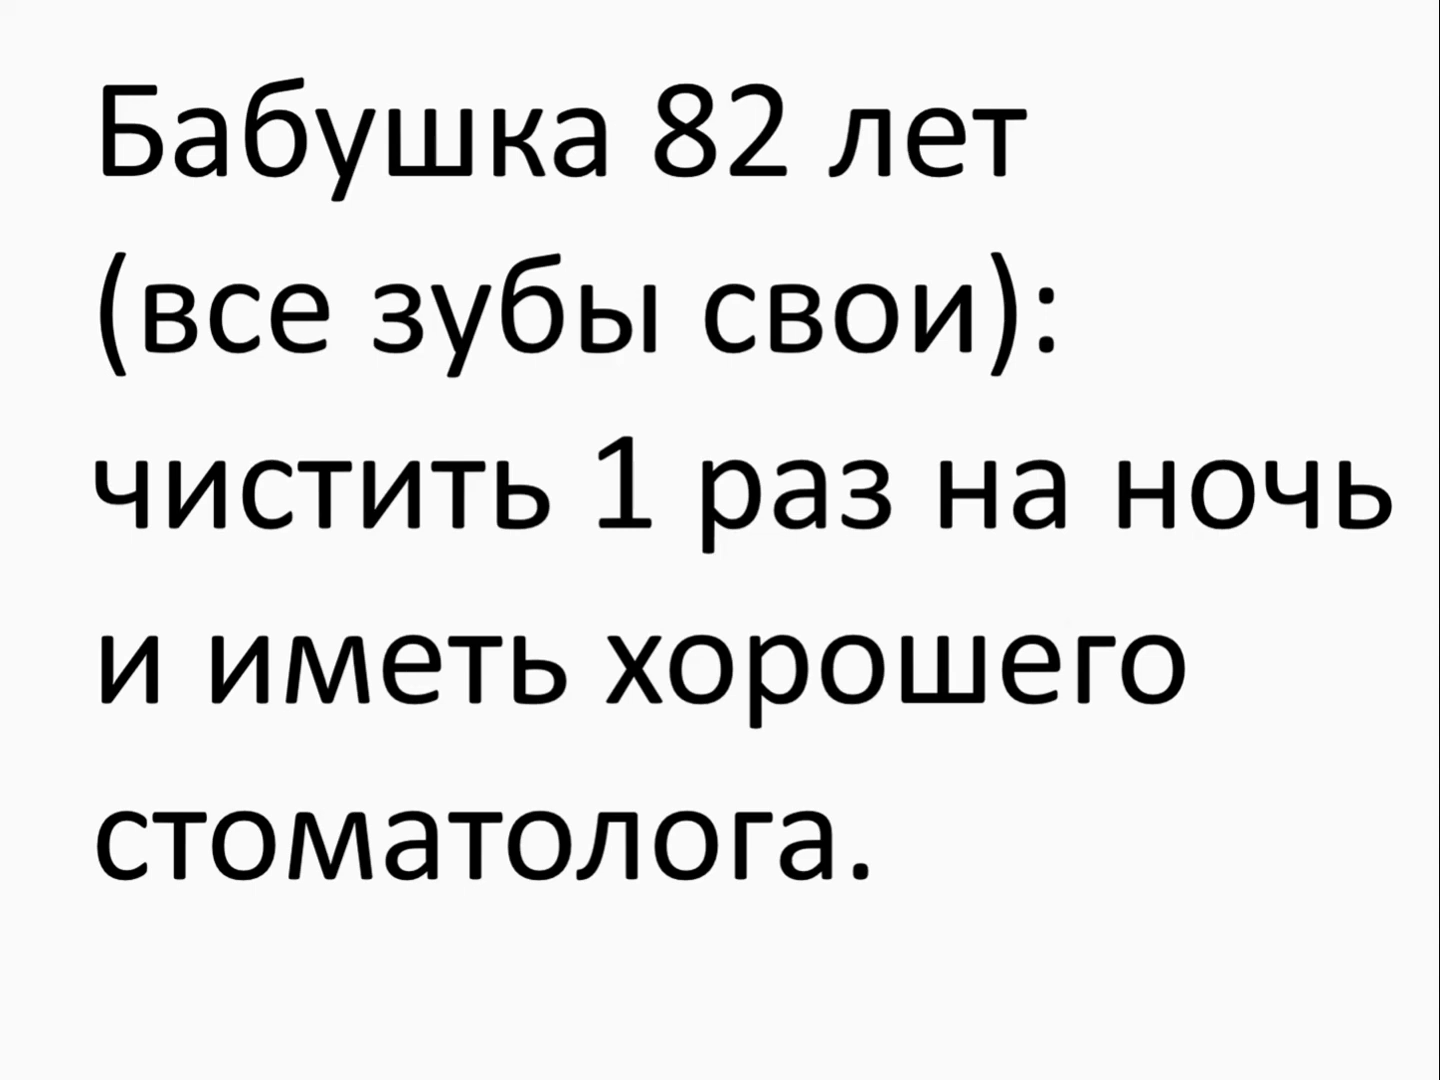 Бабушка 82 лет
(все зубы свои):
чистить 1 раз на ночь
и иметь хорошего
стоматолога.